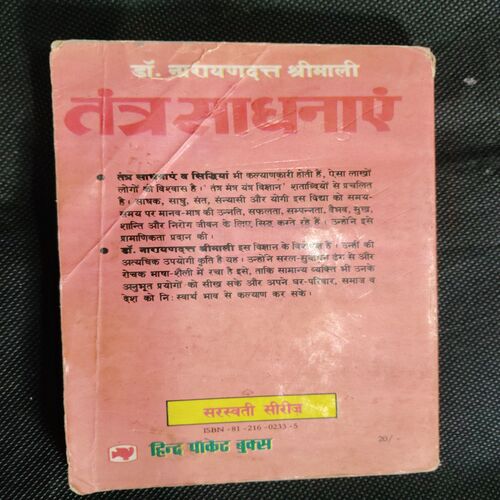 डॉ. नारायणदत्त श्रीमाली
तंत्र साधनाएं
तंत्र साधनाएं व सिद्धियां भी कल्याणकारी होती हैं, ऐसा लाखों
लोगों को विश्वास है। 'तंत्र मंत्र यंत्र विज्ञान' शताब्दियों से प्रचलित
है। साधक, साधु, संत, संन्यासी और योगी इस विद्या को समय-
समय पर मानव-मात्र की उन्नति, सफलता, सम्पन्नता, वैभव, सुख,
शान्ति और निरोग जीवन के लिए सिद्ध करते रहे हैं। उन्होंने इसे
प्रामाणिकता प्रदान की।
डॉ. नारायणदत्त श्रीमाली इस विज्ञान के विशेषज्ञ हैं। उन्हीं की
अत्यधिक उपयोगी कृति है यह। उन्होंने सरल-सुबोधन ढंग से और
रोचक भाषा-शैली में रचा है इसे, ताकि सामान्य व्यक्ति भी उनके
अनुभूत प्रयोगों को सीख सके और अपने घर-परिवार, समाज व
देश को निःस्वार्थ भाव से कल्याण कर सके।
सरस्वती सीरीज
ISBN-81-216-0233-5
हिन्द पॉकेट बुक्स
20/-